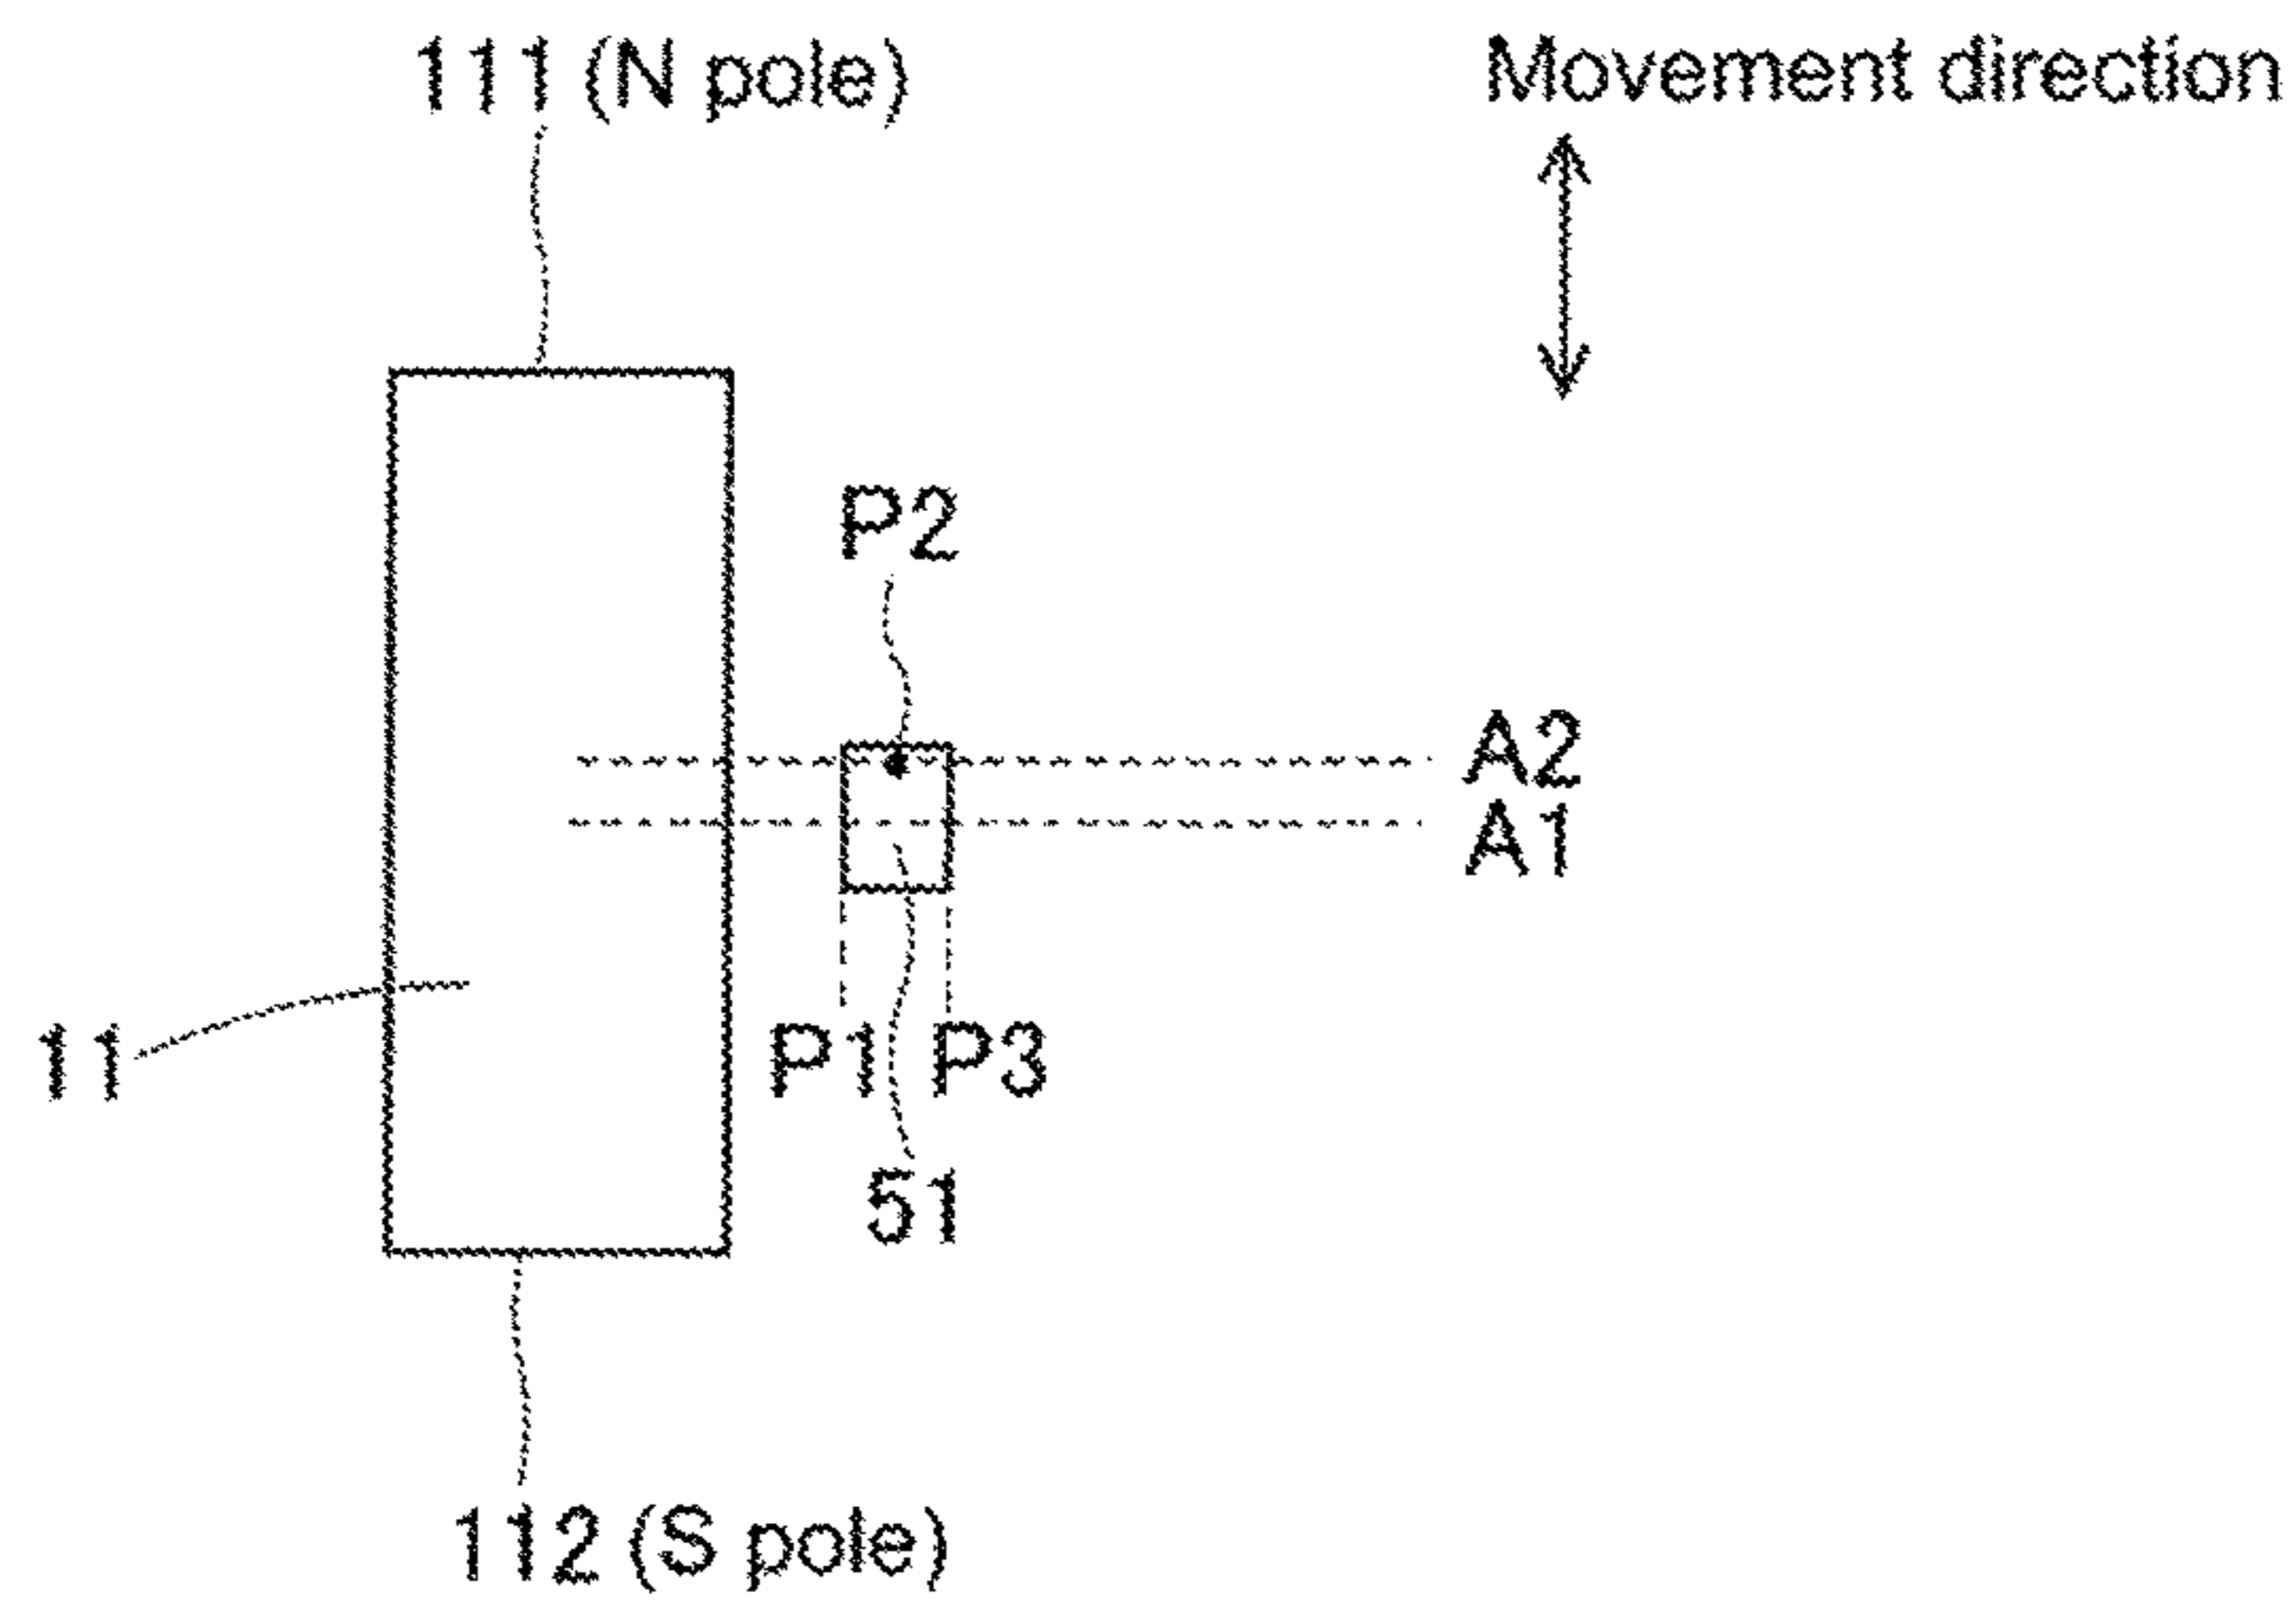 111 (N pole)
Movement direction
P2
A2
A1
11
P1
P3
51
112 (S pole)